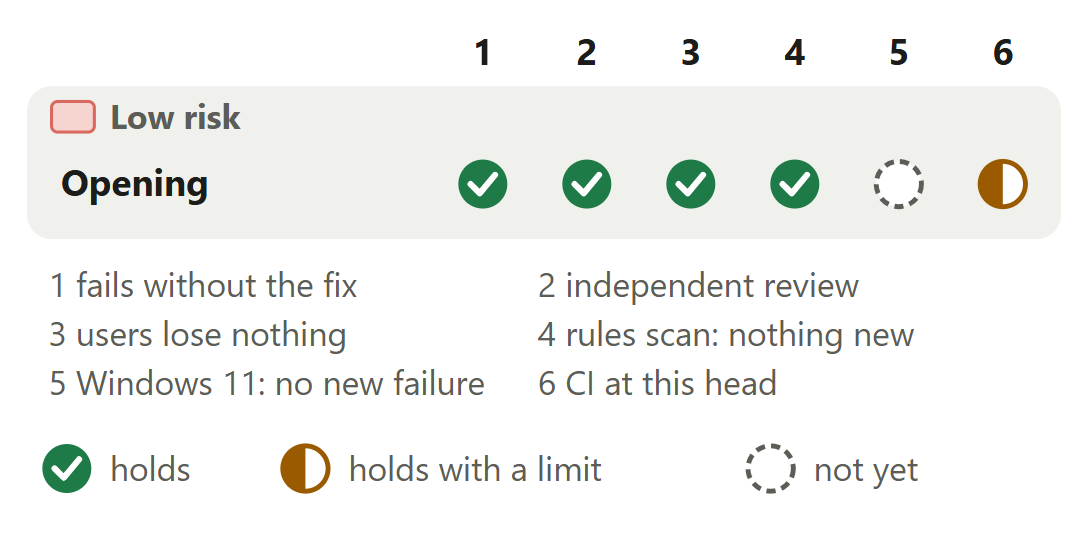 1 2 3 4 5 6
Low risk
Opening
1 fails without the fix 2 independent review
3 users lose nothing 4 rules scan: nothing new
5 Windows 11: no new failure 6 CI at this head
holds holds with a limit not yet